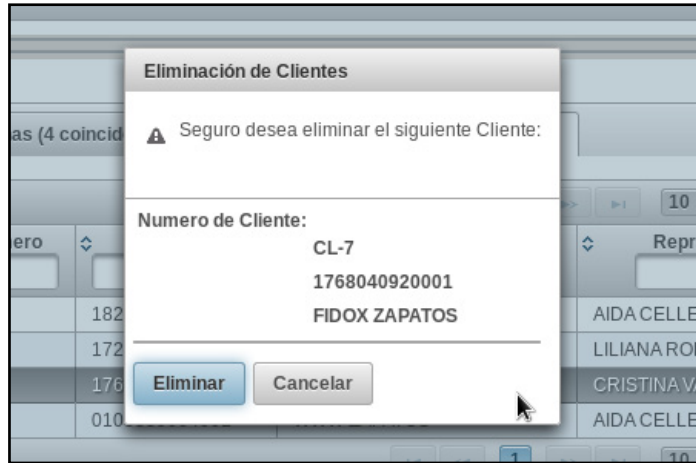 Eliminación de Clientes
Seguro desea eliminar el siguiente Cliente:
as (4 coincid
10
ero
Repr
Numero de Cliente:
CL-7
1768040920001
FIDOX ZAPATOS
182
AIDA CELLE
172
LILIANA RO
176
CRISTINA VA
Eliminar Cancelar
010
AIDA CELLE
1
10